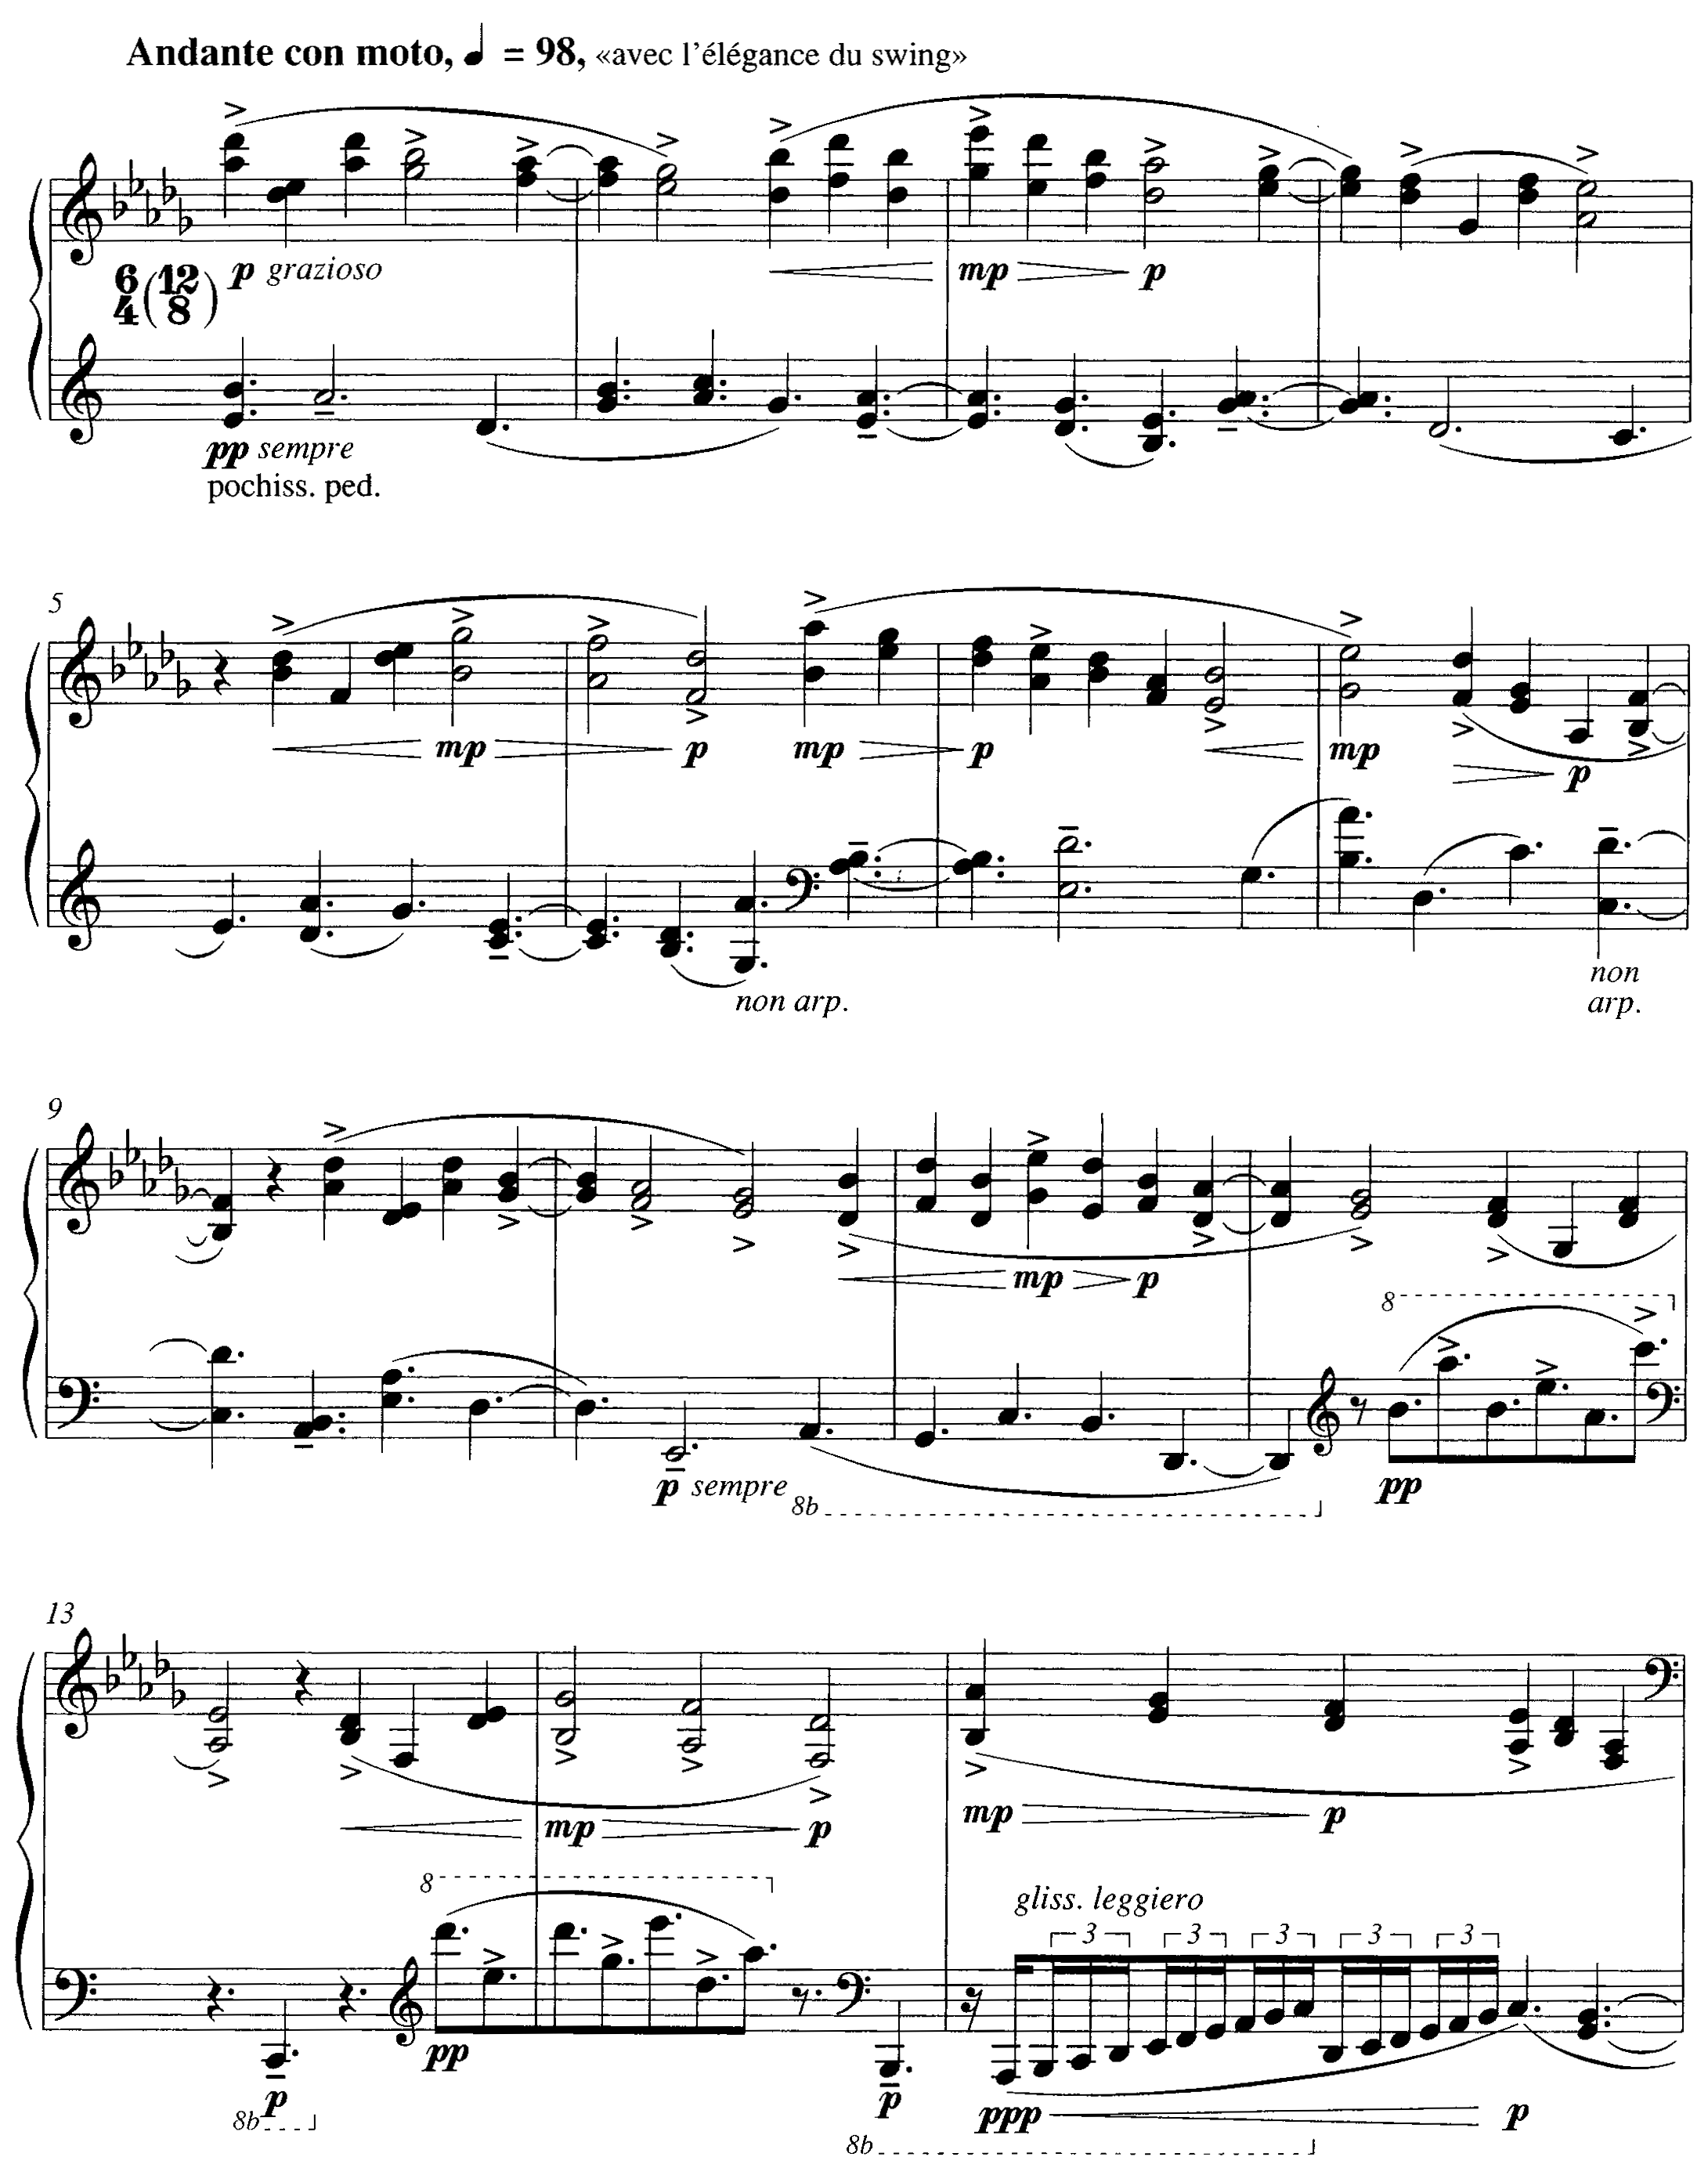 Andante con moto, ♩ = 98, «avec l’élégance du swing»
p grazioso mp p
6 (12)
4 ( 8 )
pp sempre
pochiss. ped.
5
mp p mp p mp p
non arp. non
arp.
9
mp p
8
p sempre pp
8b
13
mp p mp p
8
gliss. leggiero
3 3 3 3 3
pp
p p ppp p
8b 8b